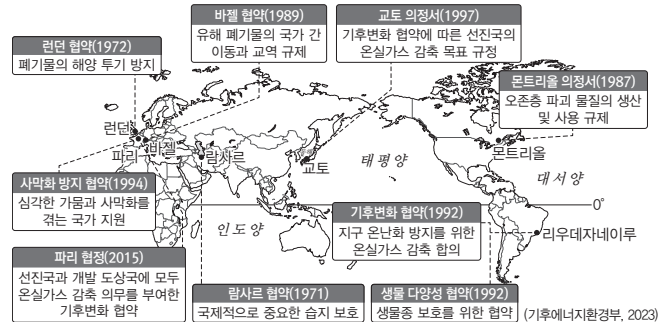 바젤 협약(1989)
유해 폐기물의 국가 간
이동과 교역 규제
교토 의정서(1997)
기후변화 협약에 따른 선진국의
온실가스 감축 목표 규정
런던 협약(1972)
폐기물의 해양 투기 방지
몬트리올 의정서(1987)
오존층 파괴 물질의 생산
및 사용 규제
런던
파리
바젤
람사르
교토
몬트리올
태평양
대서양
사막화 방지 협약(1994)
심각한 가뭄과 사막화를
겪는 국가 지원
인도양
0°
기후변화 협약(1992)
지구 온난화 방지를 위한
온실가스 감축 합의
리우데자네이루
파리 협정(2015)
선진국과 개발 도상국에 모두
온실가스 감축 의무를 부여한
기후변화 협약
람사르 협약(1971)
국제적으로 중요한 습지 보호
생물 다양성 협약(1992)
생물종 보호를 위한 협약
(기후에너지환경부, 2023)